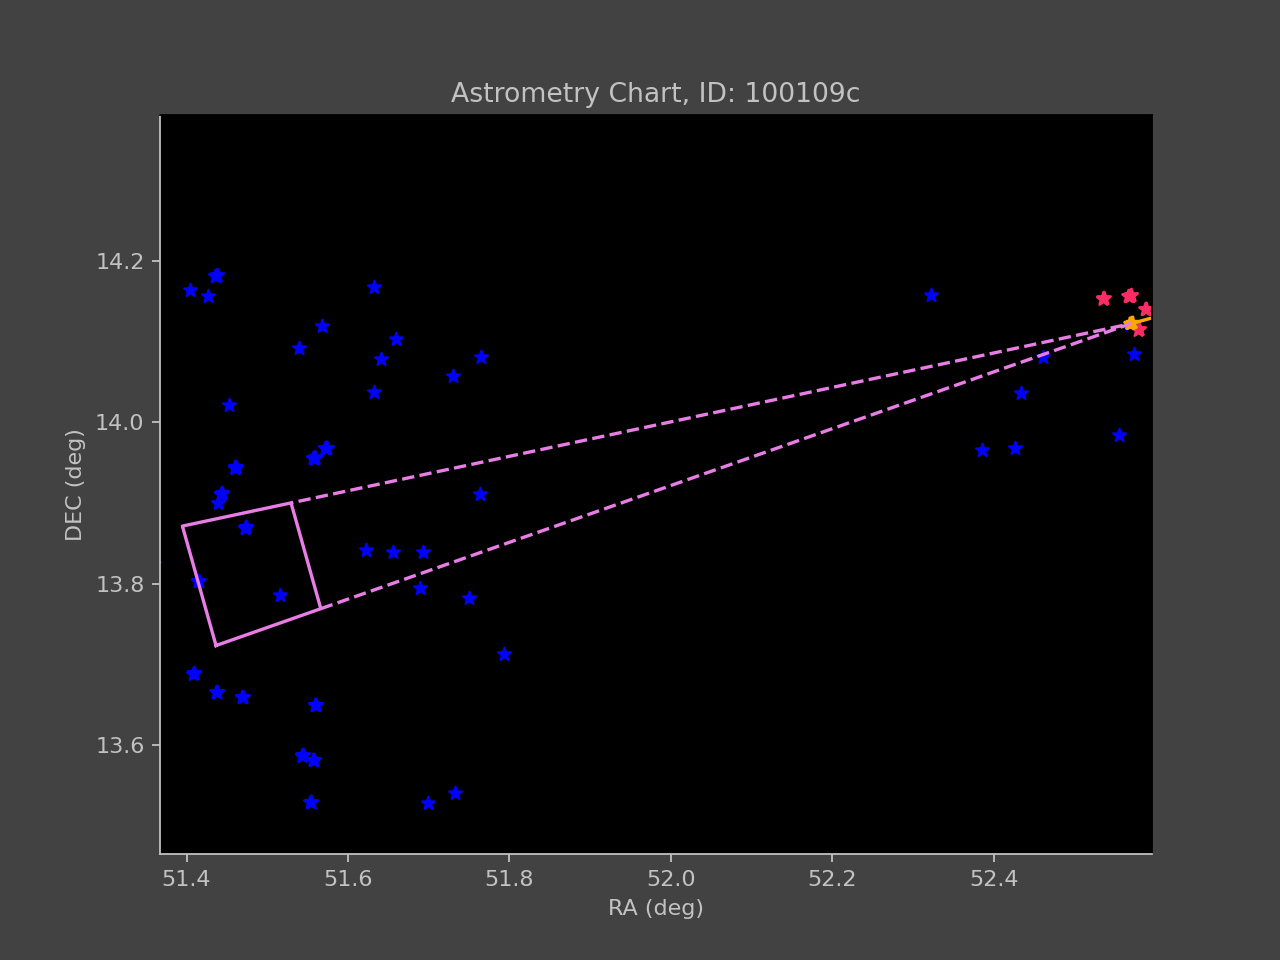 Astrometry Chart, ID: 100109c
14.2
14.0
13.8
13.6
DEC (deg)
51.4 51.6 51.8 52.0 52.2 52.4
RA (deg)